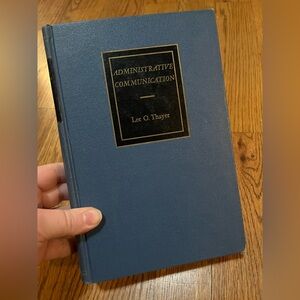 ADMINISTRATIVE
COMMUNICATION
Lee O. Thayer